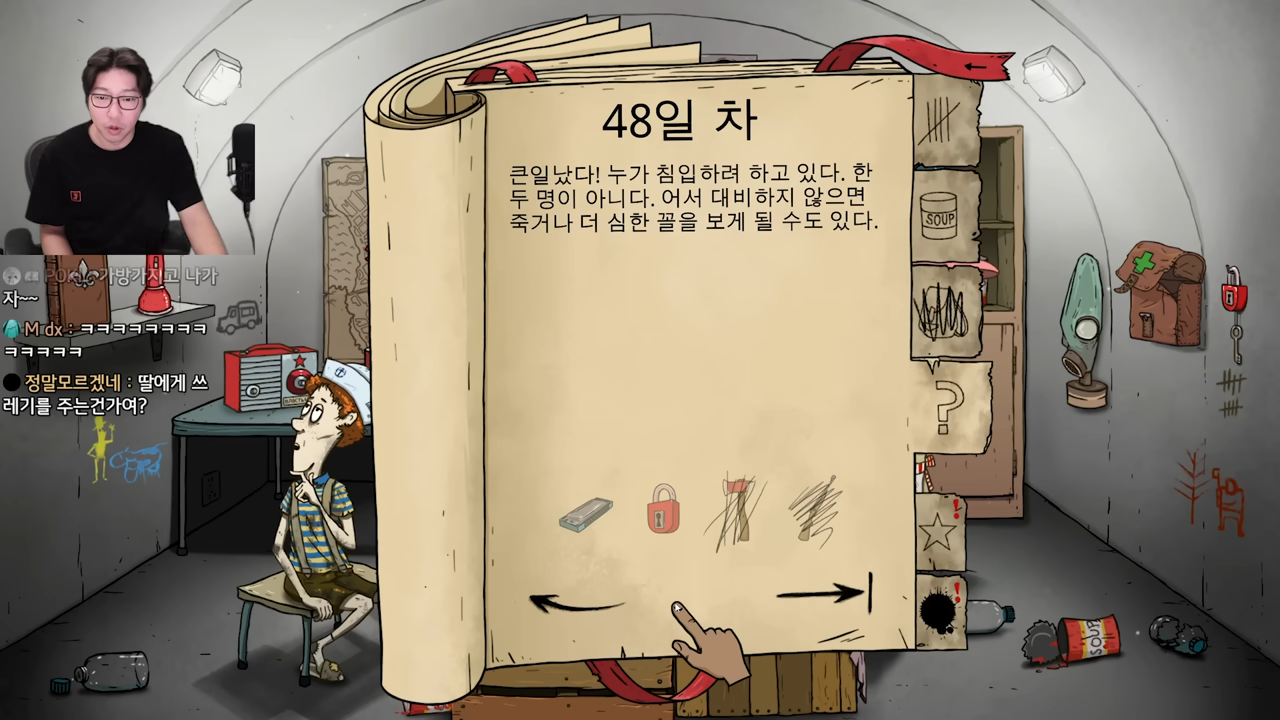 48일 차
큰일났다! 누가 침입하려 하고 있다. 한
두 명이 아니다. 어서 대비하지 않으면
죽거나 더 심한 꼴을 보게 될 수도 있다.
SOUP
?
가방가지고 나가
자~~
M dx : ㅋㅋㅋㅋㅋㅋㅋㅋ
ㅋㅋㅋㅋㅋ
정말모르겠네 : 딸에게 쓰
레기를 주는건가여?
SOUP